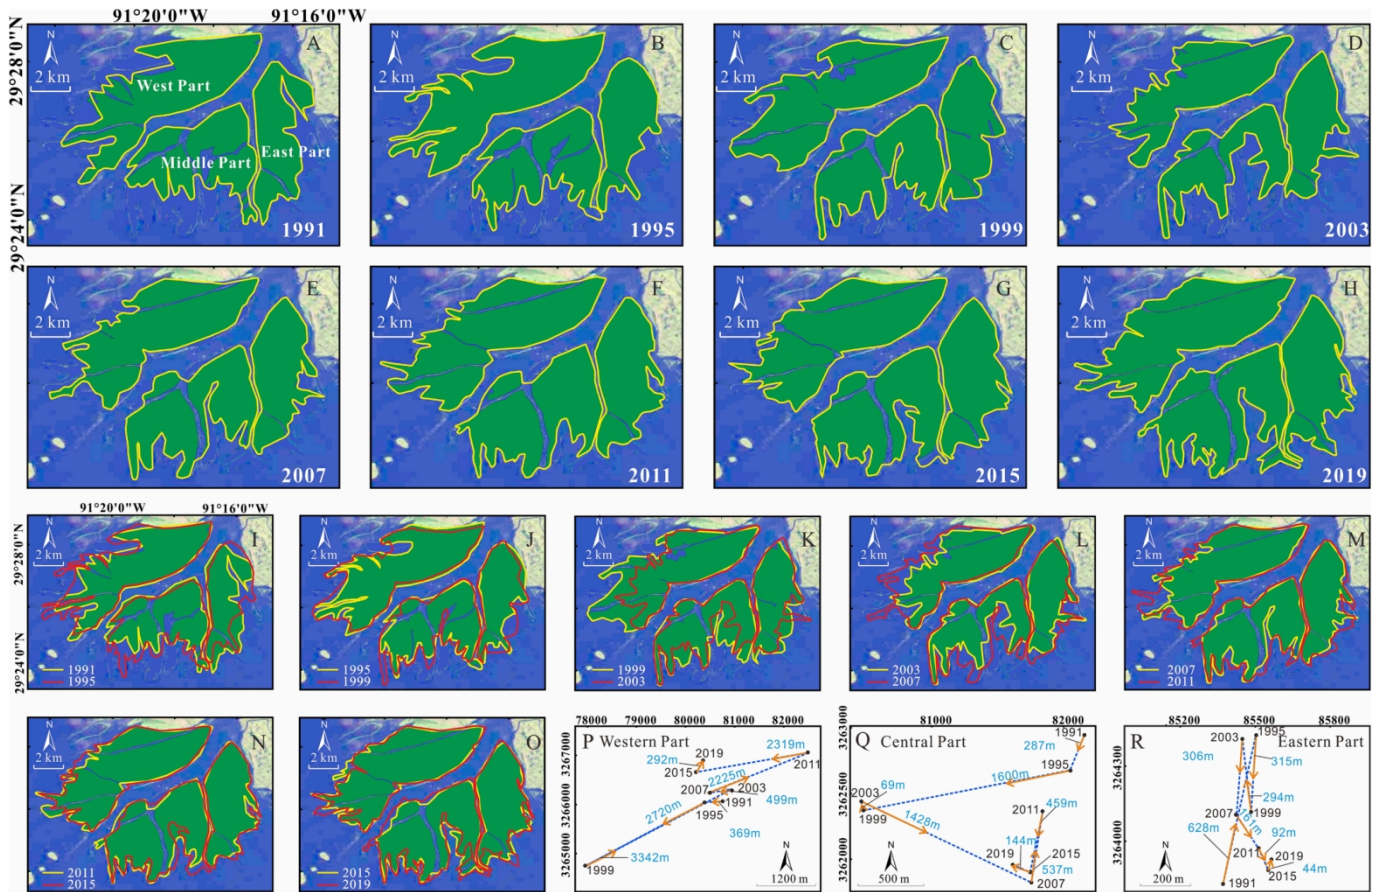 91°20'0"W 91°16'0"W
29°28'0"N
29°24'0"N
N
2 km
A
West Part
Middle Part
East Part
1991
N
2 km
B
1995
N
2 km
C
1999
N
2 km
D
2003
N
2 km
E
2007
N
2 km
F
2011
N
2 km
G
2015
N
2 km
H
2019
91°20'0"W 91°16'0"W
29°28'0"N
29°24'0"N
N
2 km
I
1991
1995
N
2 km
J
1995
1999
N
2 km
K
1999
2003
N
2 km
L
2003
2007
N
2 km
M
2007
2011
N
2 km
N
2011
2015
N
2 km
O
2015
2019
78000 79000 80000 81000 82000
3267000
3266000
3265000
P Western Part
2319m
2019
292m
2015
2011
2225m
2007
2003
2720m
1991
499m
1995
369m
3342m
1999
N
1200 m
81000 82000
3263000
3262500
3262000
Q Central Part
1991
287m
1995
1600m
69m
2003
1999
2011
459m
1428m
144m
2019
2015
537m
2007
N
500 m
85200 85500 85800
3264300
3264000
R
Eastern Part
2003
1995
306m
315m
294m
2007
1999
161m
628m
92m
2011
2019
2015
44m
1991
N
200 m